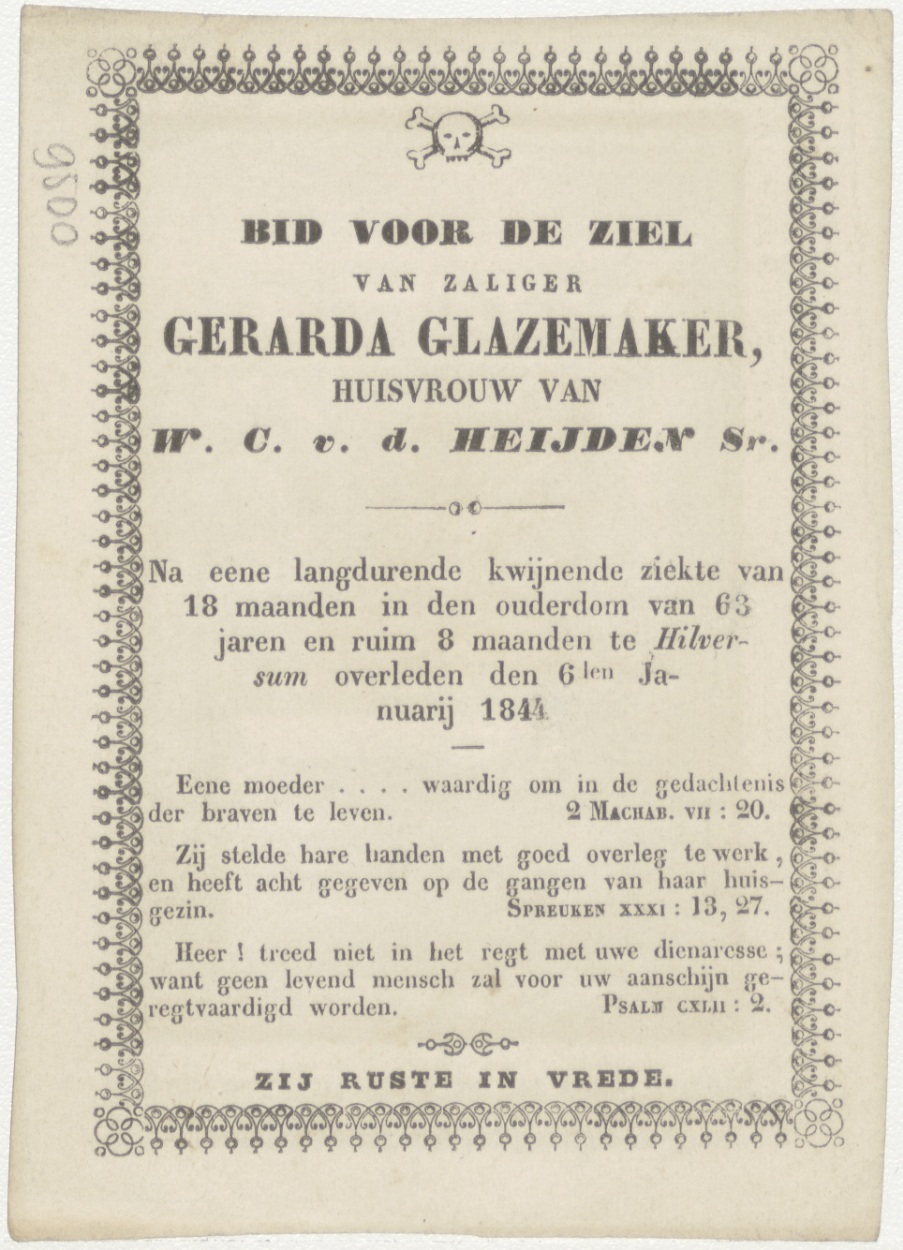 BID VOOR DE ZIEL
VAN ZALIGER
GERARDA GLAZEMAKER,
HUISVROUW VAN
W. C. v. d. HEIJDEN Sr.
Na eene langdurende kwijnende ziekte van
18 maanden in den ouderdom van 63
jaren en ruim 8 maanden te Hilver-
sum overleden den 6den Ja-
nuarij 1844
Eene moeder . . . . waardig om in de gedachtenis
der braven te leven. 2 MACHAB. VII : 20.
Zij stelde hare handen met goed overleg te werk,
en heeft acht gegeven op de gangen van haar huis-
gezin. SPREUKEN XXXI : 13, 27.
Heer ! treed niet in het regt met uwe dienaresse;
want geen levend mensch zal voor uw aanschijn ge-
regtvaardigd worden. PSALM CXLII : 2.
ZIJ RUSTE IN VREDE.